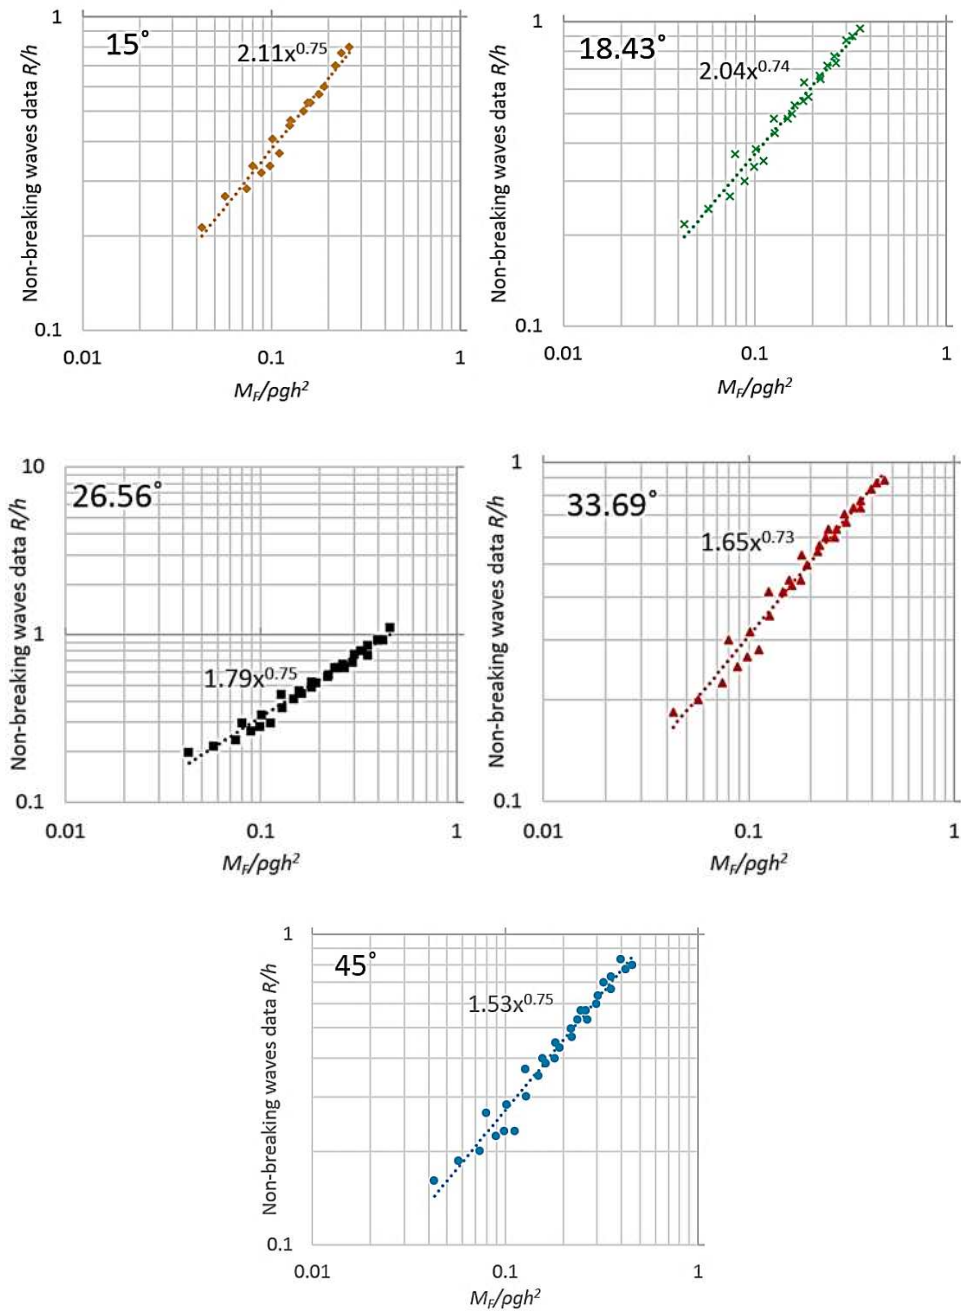 1
15°
2.11x^0.75
Non-breaking waves data R/h
0.1
0.01 0.1 1
M_F/ρgh²
1
18.43°
2.04x^0.74
Non-breaking waves data R/h
0.1
0.01 0.1 1
M_F/ρgh²
10
26.56°
1
1.79x^0.75
Non-breaking waves data R/h
0.1
0.01 0.1 1
M_F/ρgh²
1
33.69°
1.65x^0.73
Non-breaking waves data R/h
0.1
0.01 0.1 1
M_F/ρgh²
1
45°
1.53x^0.75
Non-breaking waves data R/h
0.1
0.01 0.1 1
M_F/ρgh²